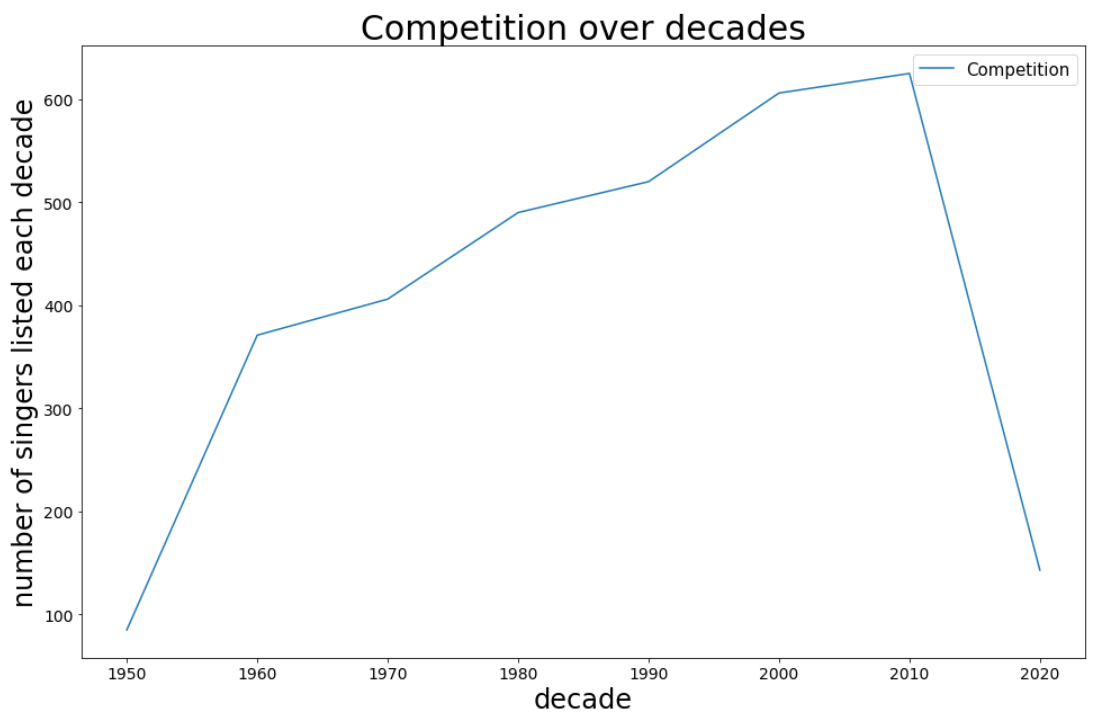 Competition over decades
Competition
number of singers listed each decade
600
500
400
300
200
100
1950 1960 1970 1980 1990 2000 2010 2020
decade